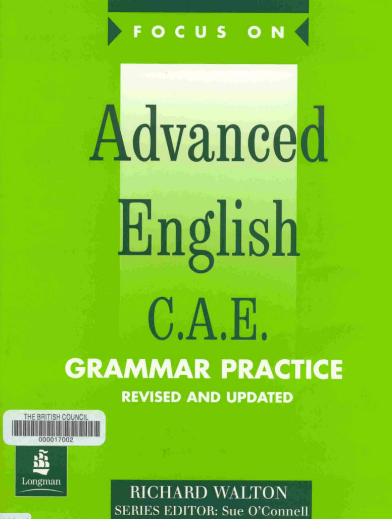 FOCUS ON
Advanced
English
C.A.E.
GRAMMAR PRACTICE
REVISED AND UPDATED
THE BRITISH COUNCIL
000017002
Longman
RICHARD WALTON
SERIES EDITOR: Sue O'Connell